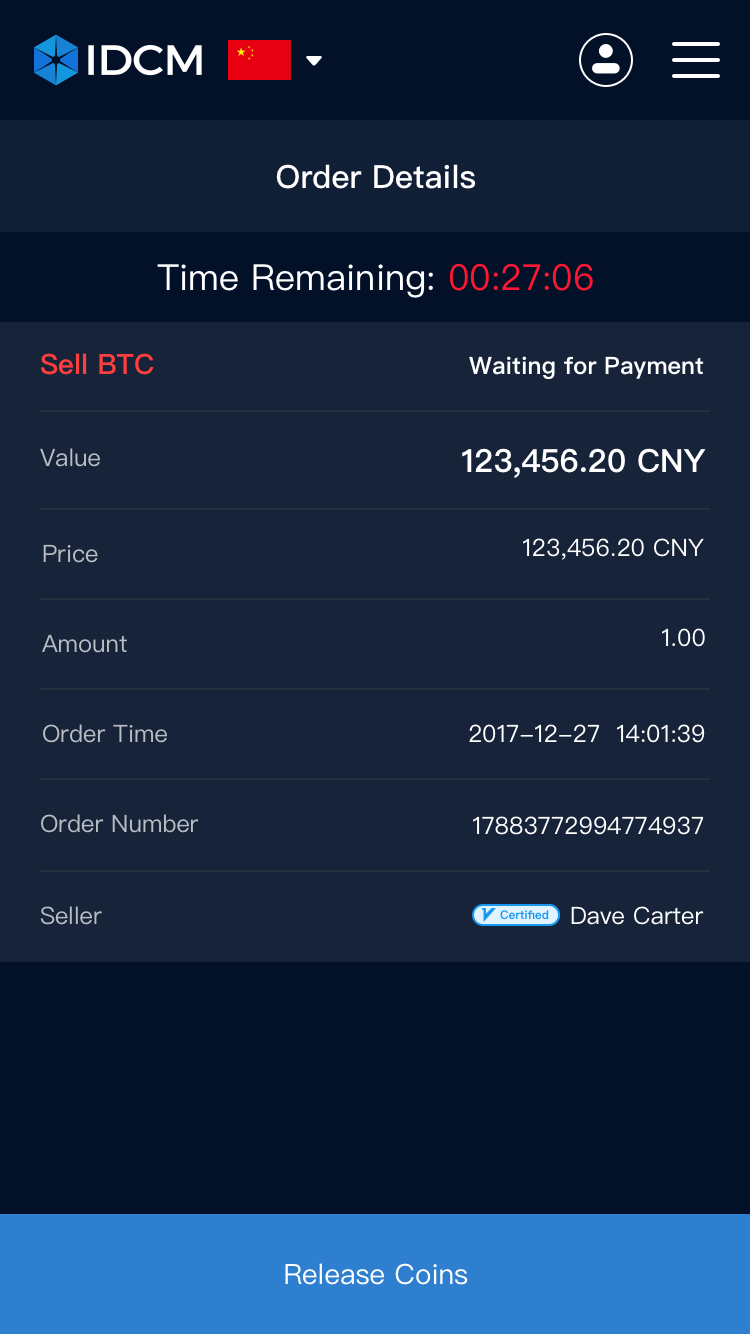 IDCM
Order Details
Time Remaining: 00:27:06
Sell BTC Waiting for Payment
Value 123,456.20 CNY
Price 123,456.20 CNY
Amount 1.00
Order Time 2017-12-27 14:01:39
Order Number 17883772994774937
Seller V Certified Dave Carter
Release Coins